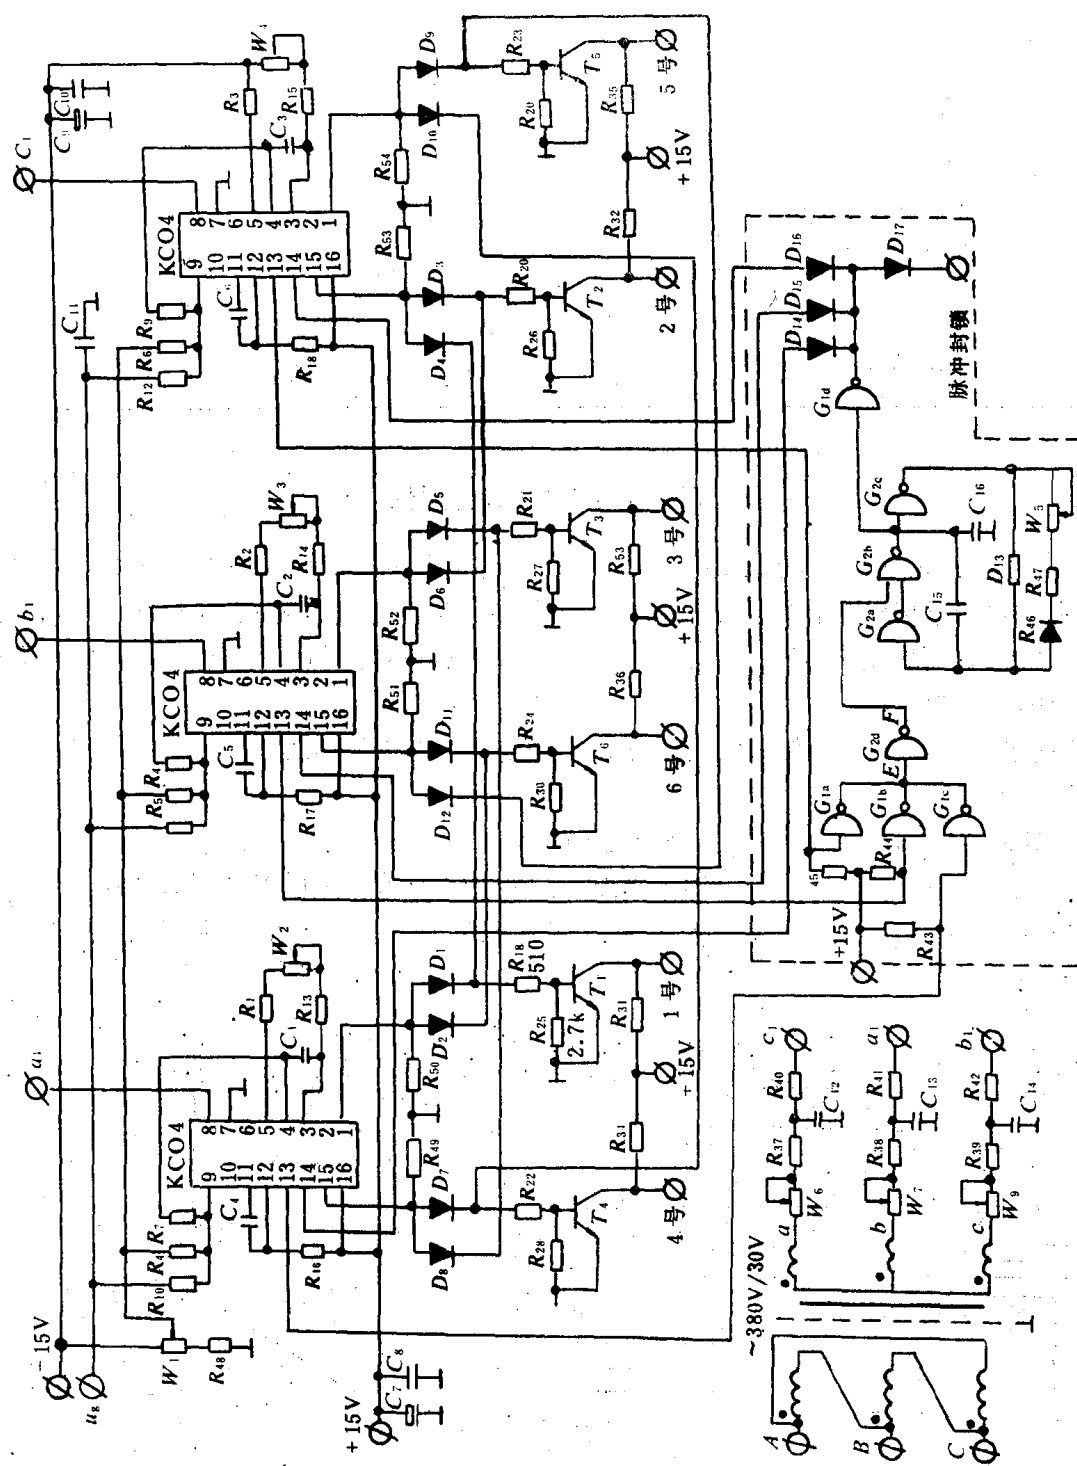 −15V
u_g
W₁
R₄₈
R₁₀
R₄
R₇
KC04
a₁
9
8
10
7
11
6
12
5
13
4
14
3
15
2
16
1
C₄
R₁₆
R₁
W₂
R₁₃
C₁
R₅
R₄
KC04
b₁
9
8
10
7
11
6
12
5
13
4
14
3
15
2
16
1
C₅
R₁₇
R₂
W₃
R₁₄
C₂
R₁₂
R₆
R₉
C₁₁
KC04
C₁
9
8
10
7
11
6
12
5
13
4
14
3
15
2
16
1
R₁₈
R₃
R₁₅
C₃
C₁₀
+15V
C₇
C₈
D₈
D₇
R₄₉
R₅₀
D₂
D₁
D₁₂
D₁₁
R₅₁
R₅₂
D₆
D₅
D₄
D₃
R₅₃
R₅₄
D₁₀
D₉
R₂₈
R₂₂
T₄
4号
R₃₁
+15V
R₁₈
510
R₂₅
2.7k
T₁
R₃₁
1号
R₃₀
R₂₄
T₆
6号
R₃₆
+15V
R₂₁
R₂₇
T₃
R₅₃
3号
R₂₆
R₂₀
T₂
2号
R₃₂
+15V
R₂₃
R₂₀
T₅
R₃₅
5号
~380V/30V
A
B
C
a
b
c
W₆
W₇
W₉
R₃₇
R₃₈
R₃₉
C₁₂
C₁₃
C₁₄
R₄₀
R₄₁
R₄₂
c₁
a₁
b₁
+15V
R₄₃
R₄₄
45
G₁ₐ
G₁b
G₁c
E
G₂d
F
G₂ₐ
G₂b
G₂c
G₁d
C₁₅
C₁₆
D₁₃
R₄₆
R₄₇
W₅
D₁₄
D₁₅
D₁₆
D₁₇
脉冲封锁